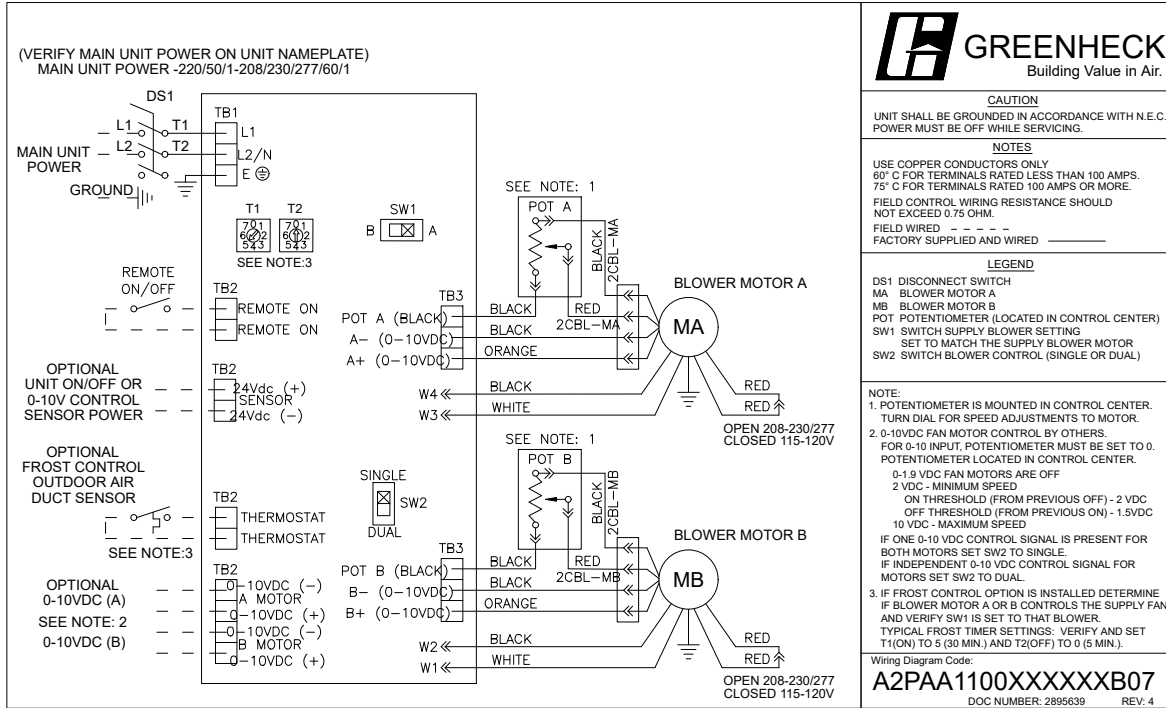 (VERIFY MAIN UNIT POWER ON UNIT NAMEPLATE)
MAIN UNIT POWER -220/50/1-208/230/277/60/1
DS1
TB1
L1
T1
L1
MAIN UNIT
POWER
L2
T2
L2/N
E
GROUND
T1
T2
7 0 1
6 2
5 4 3
7 0 1
6 2
5 4 3
SEE NOTE:3
SW1
B
A
REMOTE
ON/OFF
TB2
REMOTE ON
REMOTE ON
OPTIONAL
UNIT ON/OFF OR
0-10V CONTROL
SENSOR POWER
TB2
24Vdc (+)
SENSOR
24Vdc (-)
OPTIONAL
FROST CONTROL
OUTDOOR AIR
DUCT SENSOR
SEE NOTE:3
TB2
THERMOSTAT
THERMOSTAT
SINGLE
SW2
DUAL
OPTIONAL
0-10VDC (A)
SEE NOTE: 2
0-10VDC (B)
TB2
0-10VDC (-)
A MOTOR
0-10VDC (+)
0-10VDC (-)
B MOTOR
0-10VDC (+)
SEE NOTE: 1
POT A
BLACK
2CBL-MA
TB3
POT A (BLACK)
A- (0-10VDC)
A+ (0-10VDC)
BLACK
RED
2CBL-MA
BLACK
ORANGE
BLOWER MOTOR A
MA
W4
BLACK
W3
WHITE
RED
RED
OPEN 208-230/277
CLOSED 115-120V
SEE NOTE: 1
POT B
BLACK
2CBL-MB
TB3
POT B (BLACK)
B- (0-10VDC)
B+ (0-10VDC)
BLACK
RED
2CBL-MB
BLACK
ORANGE
BLOWER MOTOR B
MB
W2
BLACK
W1
WHITE
RED
RED
OPEN 208-230/277
CLOSED 115-120V
GREENHECK
Building Value in Air.
CAUTION
UNIT SHALL BE GROUNDED IN ACCORDANCE WITH N.E.C.
POWER MUST BE OFF WHILE SERVICING.
NOTES
USE COPPER CONDUCTORS ONLY
60° C FOR TERMINALS RATED LESS THAN 100 AMPS.
75° C FOR TERMINALS RATED 100 AMPS OR MORE.
FIELD CONTROL WIRING RESISTANCE SHOULD
NOT EXCEED 0.75 OHM.
FIELD WIRED
FACTORY SUPPLIED AND WIRED
LEGEND
DS1 DISCONNECT SWITCH
MA BLOWER MOTOR A
MB BLOWER MOTOR B
POT POTENTIOMETER (LOCATED IN CONTROL CENTER)
SW1 SWITCH SUPPLY BLOWER SETTING
SET TO MATCH THE SUPPLY BLOWER MOTOR
SW2 SWITCH BLOWER CONTROL (SINGLE OR DUAL)
NOTE:
1. POTENTIOMETER IS MOUNTED IN CONTROL CENTER.
TURN DIAL FOR SPEED ADJUSTMENTS TO MOTOR.
2. 0-10VDC FAN MOTOR CONTROL BY OTHERS.
FOR 0-10 INPUT, POTENTIOMETER MUST BE SET TO 0.
POTENTIOMETER LOCATED IN CONTROL CENTER.
0-1.9 VDC FAN MOTORS ARE OFF
2 VDC - MINIMUM SPEED
ON THRESHOLD (FROM PREVIOUS OFF) - 2 VDC
OFF THRESHOLD (FROM PREVIOUS ON) - 1.5VDC
10 VDC - MAXIMUM SPEED
IF ONE 0-10 VDC CONTROL SIGNAL IS PRESENT FOR
BOTH MOTORS SET SW2 TO SINGLE.
IF INDEPENDENT 0-10 VDC CONTROL SIGNAL FOR
MOTORS SET SW2 TO DUAL.
3. IF FROST CONTROL OPTION IS INSTALLED DETERMINE
IF BLOWER MOTOR A OR B CONTROLS THE SUPPLY FAN
AND VERIFY SW1 IS SET TO THAT BLOWER.
TYPICAL FROST TIMER SETTINGS: VERIFY AND SET
T1(ON) TO 5 (30 MIN.) AND T2(OFF) TO 0 (5 MIN.).
Wiring Diagram Code:
A2PAA1100XXXXXXB07
DOC NUMBER: 2895639 REV: 4